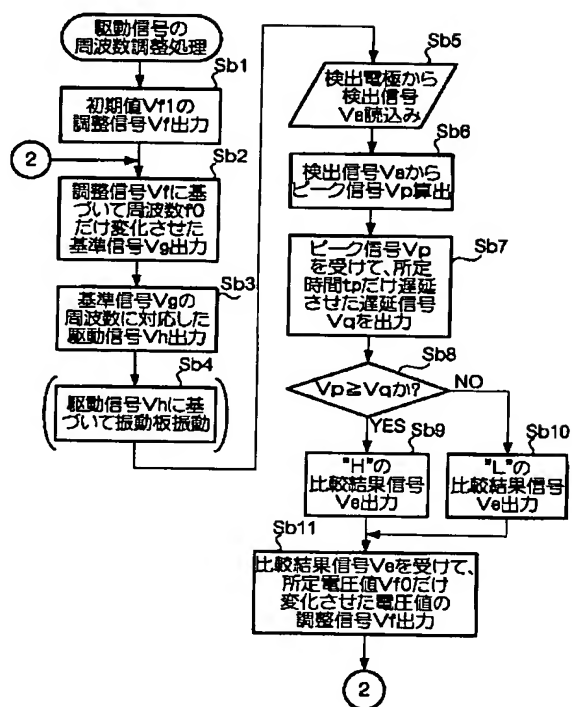 駆動信号の
周波数調整処理
Sb1
初期値Vf1の
調整信号Vf出力
2
Sb2
調整信号Vfに基
づいて周波数f0
だけ変化させた
基準信号Vg出力
Sb3
基準信号Vgの
周波数に対応した
駆動信号Vh出力
Sb4
駆動信号Vhに基
づいて振動板振動
Sb5
検出電極から
検出信号
Va読込み
Sb6
検出信号Vaから
ピーク信号Vp算出
Sb7
ピーク信号Vp
を受けて、所定
時間tpだけ遅延
させた遅延信号
Vqを出力
Sb8
Vp≧Vqか?
NO
YES
Sb9
"H"の
比較結果信号
Ve出力
Sb10
"L"の
比較結果信号
Ve出力
Sb11
比較結果信号Veを受けて、
所定電圧値Vf0だけ
変化させた電圧値の
調整信号Vf出力
2